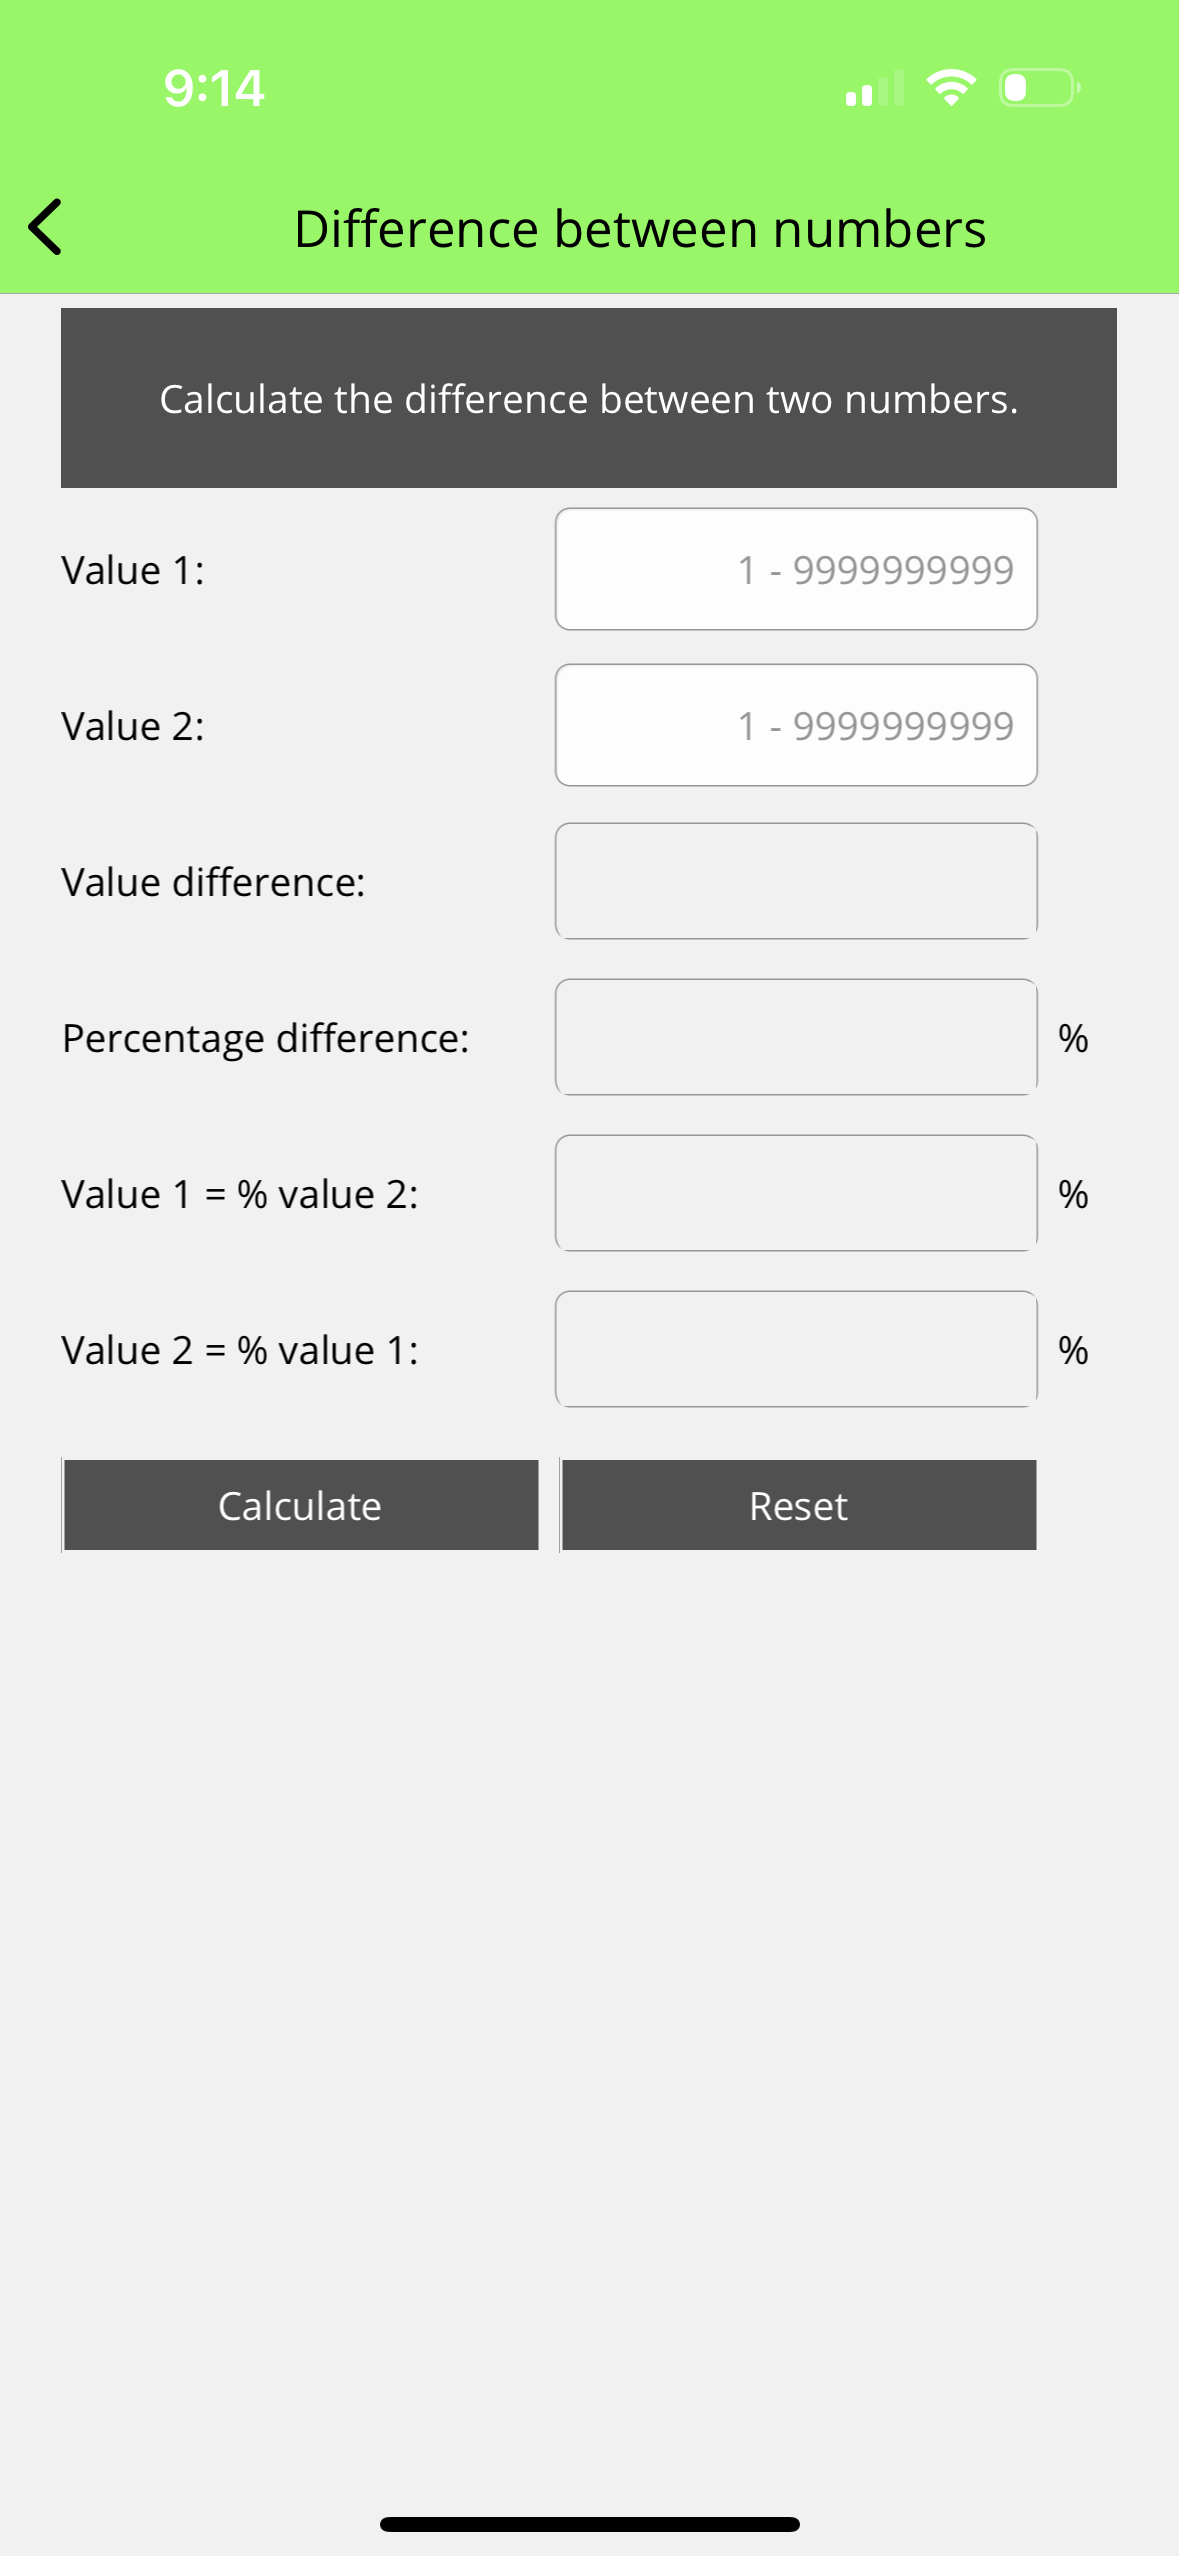 9:14
Difference between numbers
Calculate the difference between two numbers.
Value 1: 1 - 9999999999
Value 2: 1 - 9999999999
Value difference:
Percentage difference: %
Value 1 = % value 2: %
Value 2 = % value 1: %
Calculate Reset